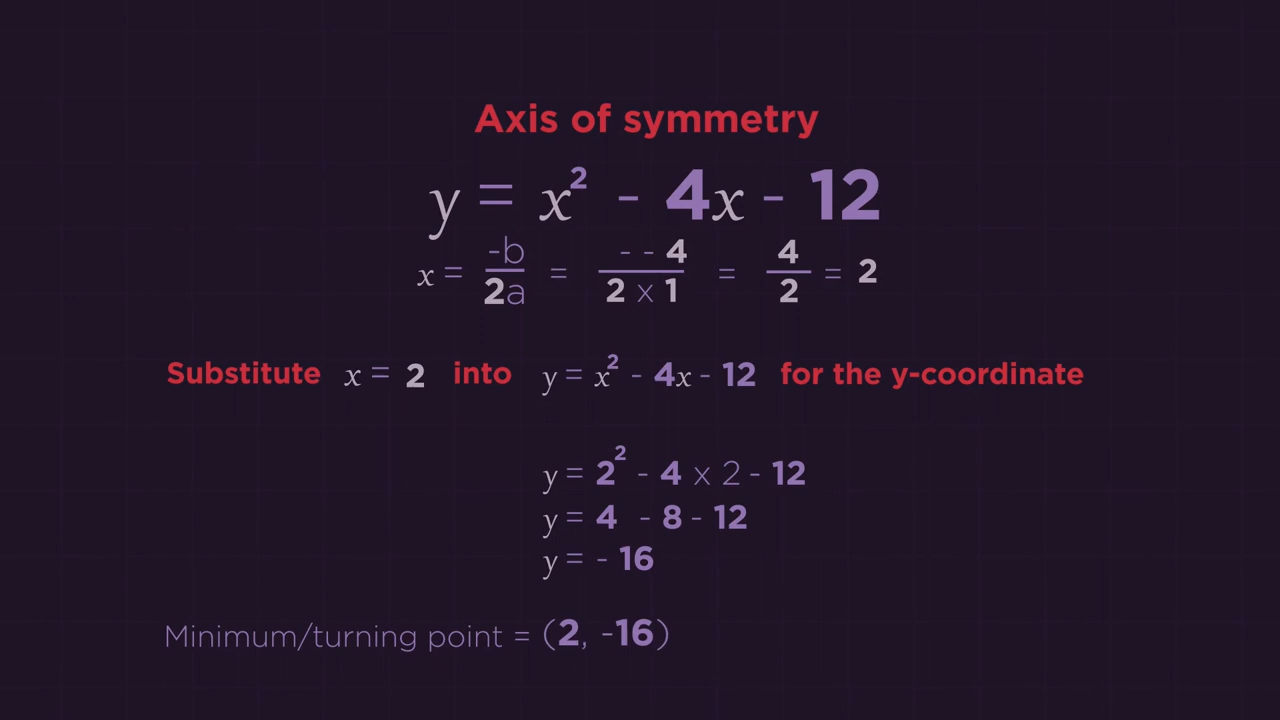 Axis of symmetry
y = x² - 4x - 12
x = -b/2a = - - 4/2 x 1 = 4/2 = 2
Substitute x = 2 into y = x² - 4x - 12 for the y-coordinate
y = 2² - 4 x 2 - 12
y = 4 - 8 - 12
y = - 16
Minimum/turning point = (2, -16)